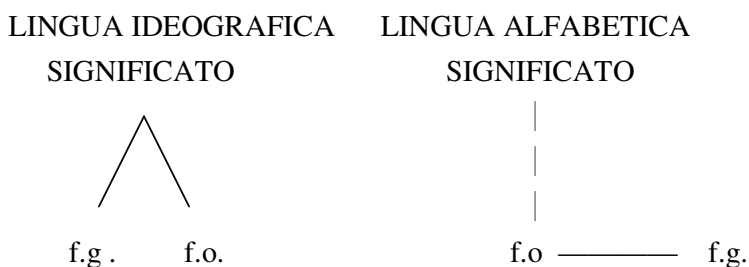 LINGUA IDEOGRAFICA LINGUA ALFABETICA
SIGNIFICATO SIGNIFICATO
f.g . f.o. f.o f.g.